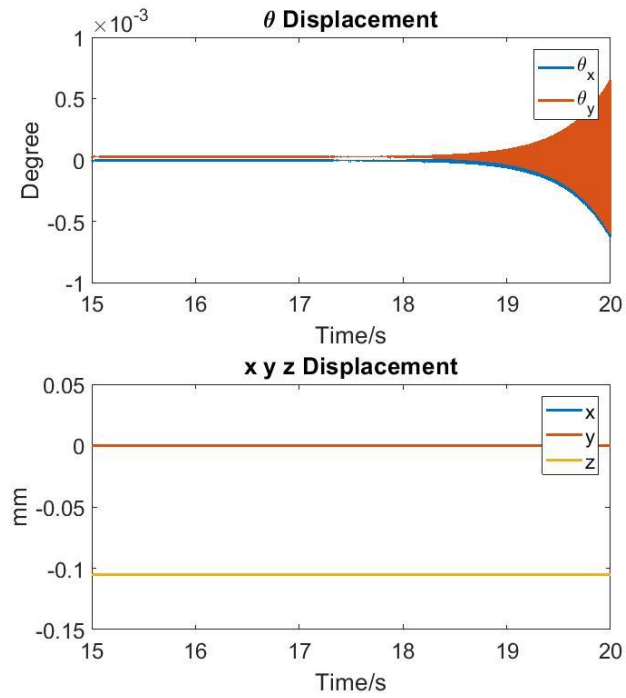 ×10⁻³
θ Displacement
1
0.5
0
-0.5
-1
Degree
θx
θy
15 16 17 18 19 20
Time/s
x y z Displacement
0.05
0
-0.05
-0.1
-0.15
mm
x
y
z
15 16 17 18 19 20
Time/s